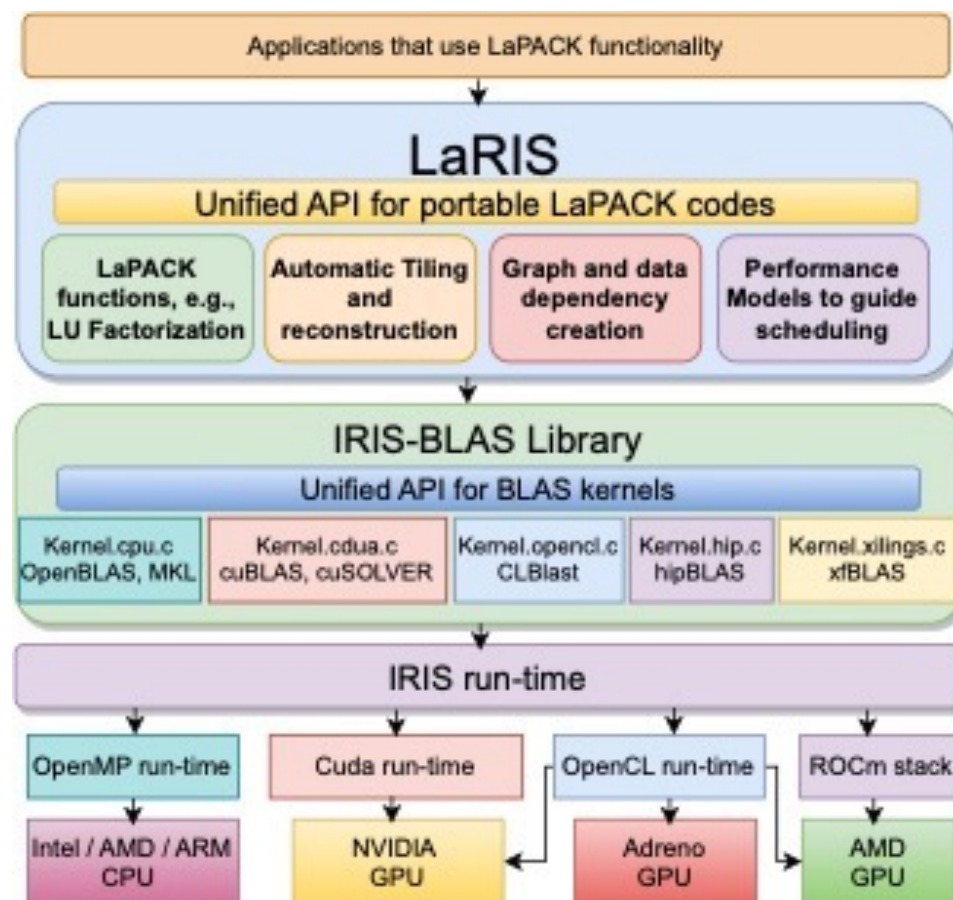 Applications that use LaPACK functionality
LaRIS
Unified API for portable LaPACK codes
LaPACK
functions, e.g.,
LU Factorization
Automatic Tiling
and
reconstruction
Graph and data
dependency
creation
Performance
Models to guide
scheduling
IRIS-BLAS Library
Unified API for BLAS kernels
Kernel.cpu.c
OpenBLAS, MKL
Kernel.cdua.c
cuBLAS, cuSOLVER
Kernel.opencl.c
CLBlast
Kernel.hip.c
hipBLAS
Kernel.xilings.c
xfBLAS
IRIS run-time
OpenMP run-time
Cuda run-time
OpenCL run-time
ROCm stack
Intel / AMD / ARM
CPU
NVIDIA
GPU
Adreno
GPU
AMD
GPU